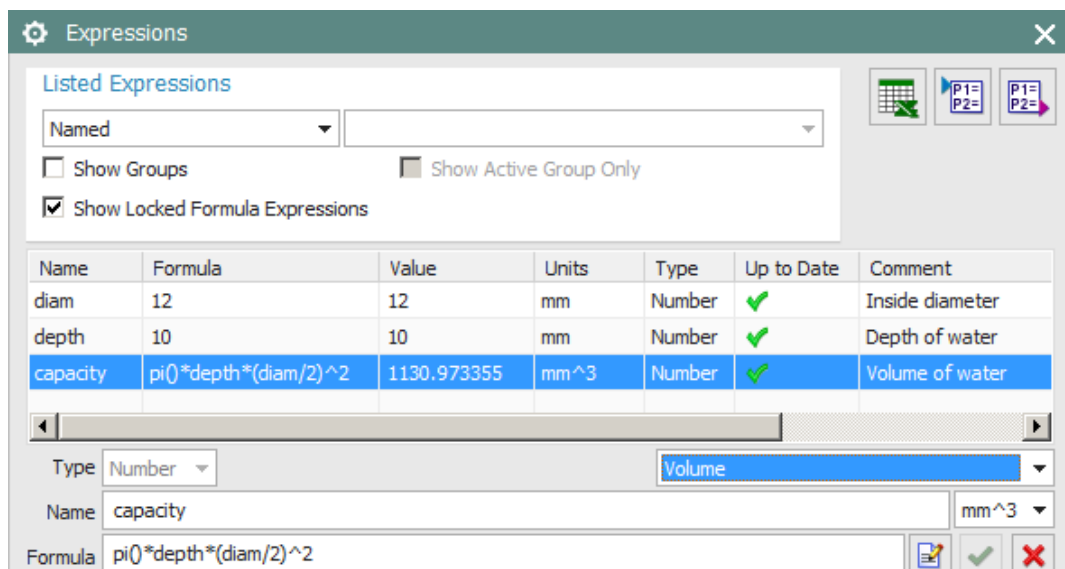 Expressions
Listed Expressions
P1=
P2=
P1=
P2=
Named
Show Groups Show Active Group Only
Show Locked Formula Expressions
Name Formula Value Units Type Up to Date Comment
diam 12 12 mm Number Inside diameter
depth 10 10 mm Number Depth of water
capacity pi()*depth*(diam/2)^2 1130.973355 mm^3 Number Volume of water
Type Number Volume
Name capacity mm^3
Formula pi()*depth*(diam/2)^2